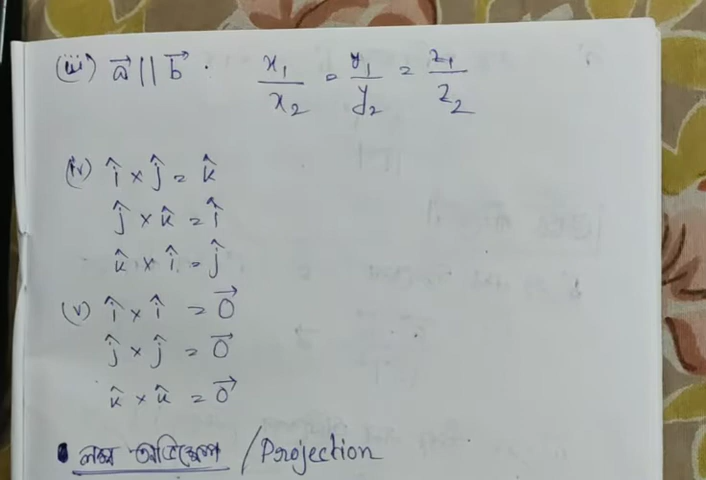 (iii) a⃗ || b⃗ . x₁/x₂ = y₁/y₂ = z₁/z₂
(iv) î × ĵ = k̂
ĵ × k̂ = î
k̂ × î = ĵ
(v) î × î = 0⃗
ĵ × ĵ = 0⃗
k̂ × k̂ = 0⃗
• লম্ব অভিক্ষেপ / Projection